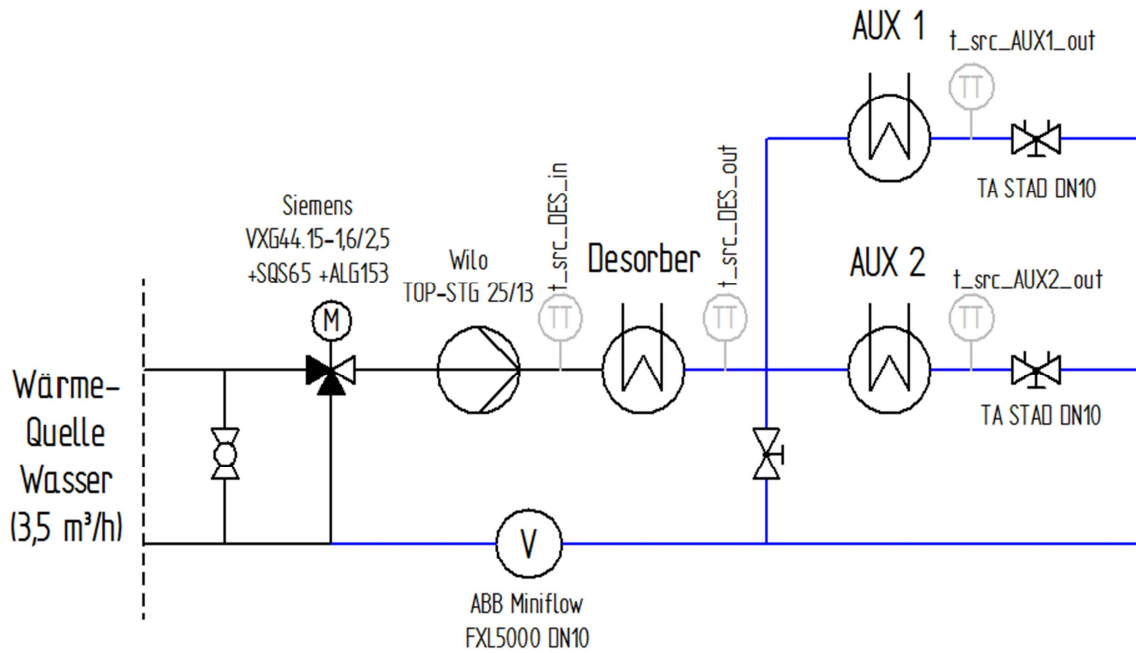 AUX 1
t_src_AUX1_out
TT
TA STAD DN10
Siemens
VXG44.15-1,6/2,5
+SQS65 +ALG153
M
Wilo
TOP-STG 25/13
t_src_DES_in
TT
Desorber
t_src_DES_out
TT
AUX 2
t_src_AUX2_out
TT
TA STAD DN10
Wärme-
Quelle
Wasser
(3,5 m³/h)
V
ABB Miniflow
FXL5000 DN10